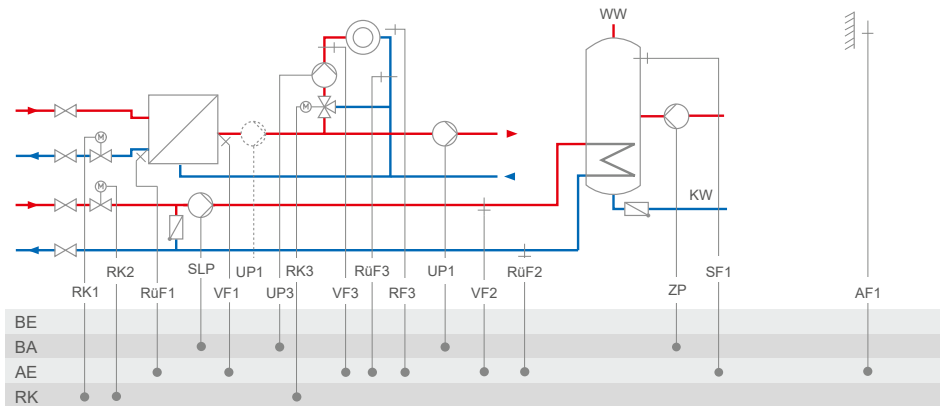 WW
M
M
M
KW
RK1
RK2
RüF1
SLP
VF1
UP1
UP3
RK3
VF3
RüF3
RF3
UP1
VF2
RüF2
ZP
SF1
AF1
BE
BA
AE
RK